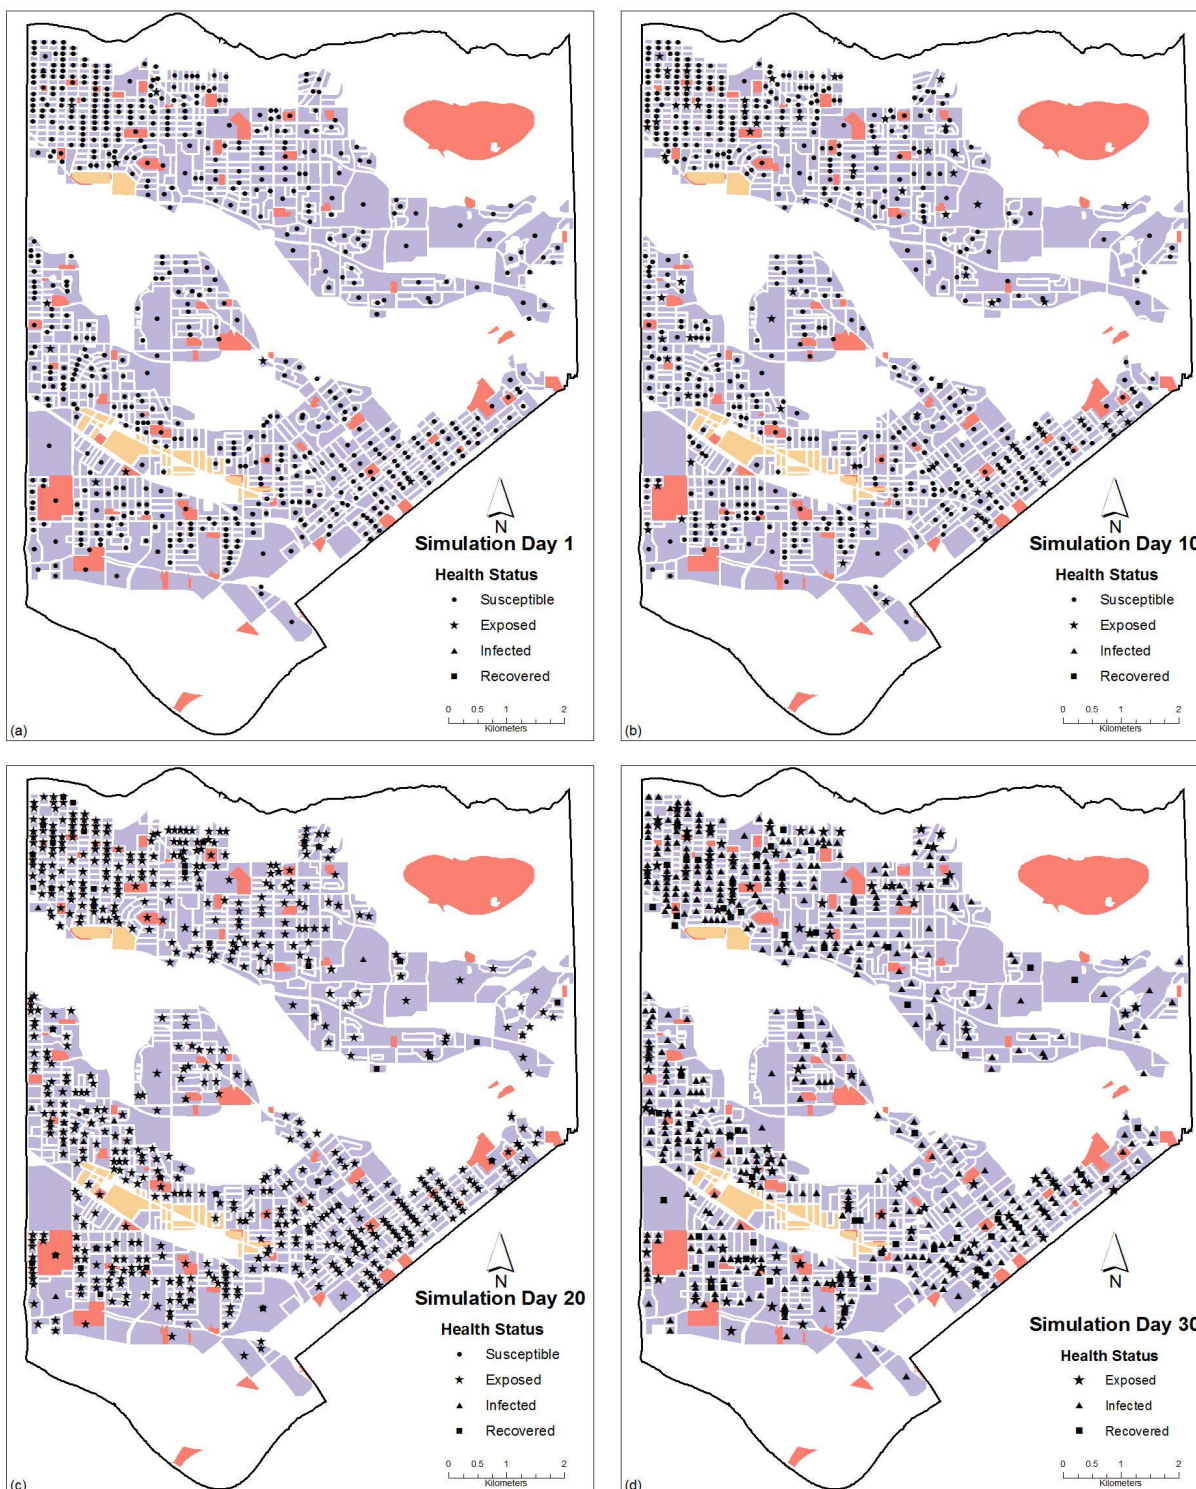 N
Simulation Day 1
Health Status
Susceptible
Exposed
Infected
Recovered
0 0.5 1 2
Kilometers
(a)
N
Simulation Day 10
Health Status
Susceptible
Exposed
Infected
Recovered
0 0.5 1 2
Kilometers
(b)
N
Simulation Day 20
Health Status
Susceptible
Exposed
Infected
Recovered
0 0.5 1 2
Kilometers
(c)
N
Simulation Day 30
Health Status
Exposed
Infected
Recovered
0 0.5 1 2
Kilometers
(d)